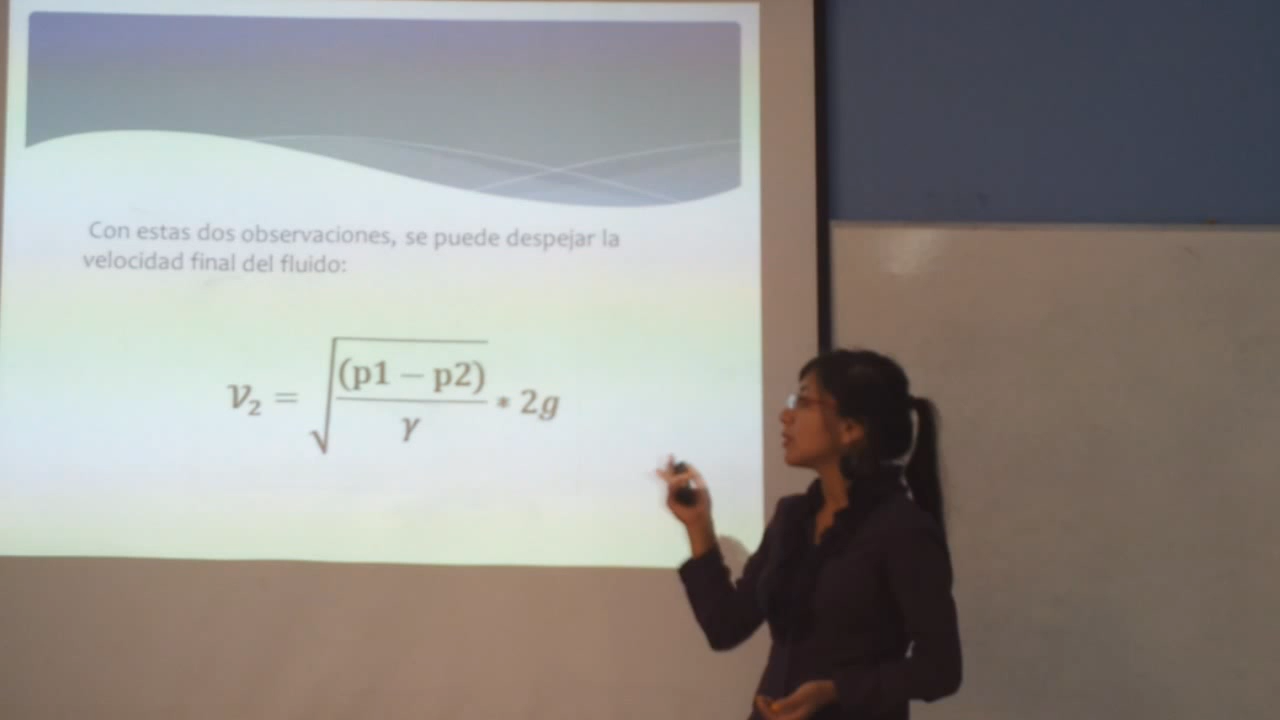 Con estas dos observaciones, se puede despejar la
velocidad final del fluido:
𝒱₂ = √((p1 − p2)/γ) * 2g